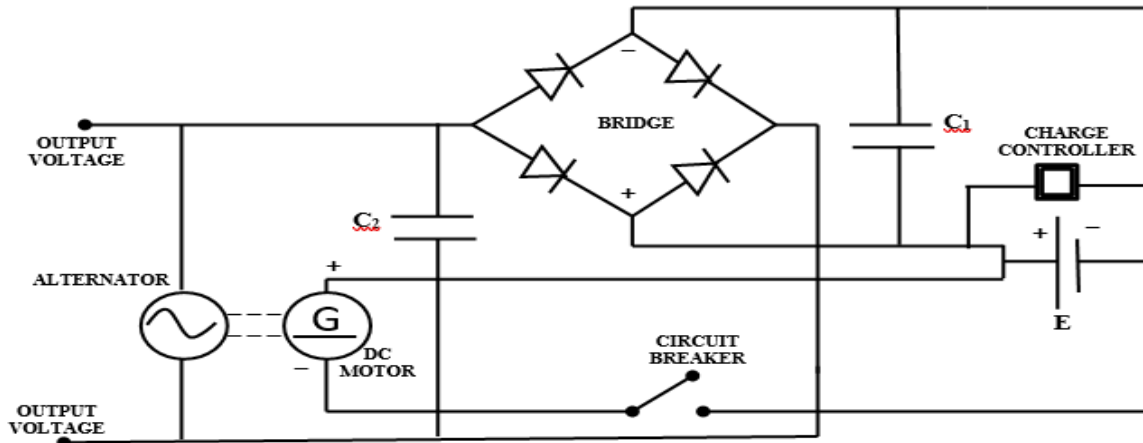 −
BRIDGE
C₁
CHARGE
CONTROLLER
OUTPUT
VOLTAGE
+
C₂
+
−
ALTERNATOR
+
G
E
DC
MOTOR
−
CIRCUIT
BREAKER
OUTPUT
VOLTAGE